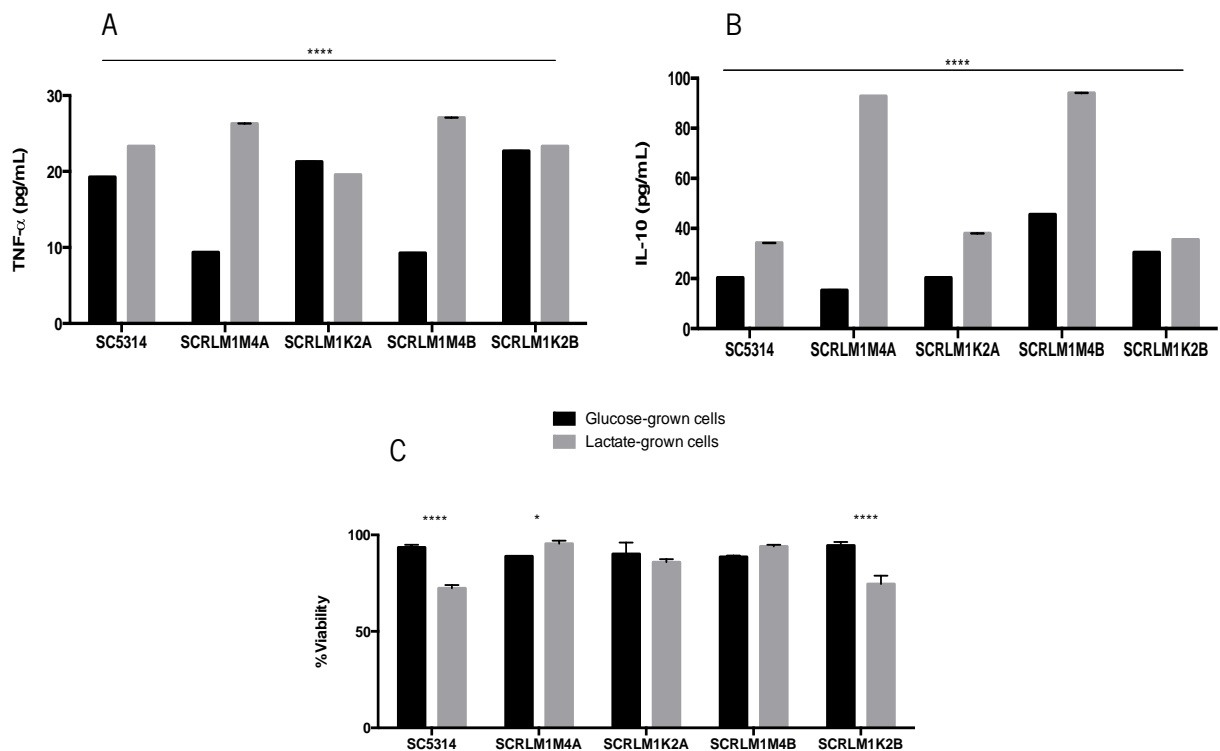 A
****
TNF-α (pg/mL)
30
20
10
0
SC5314 SCRLM1M4A SCRLM1K2A SCRLM1M4B SCRLM1K2B
B
****
IL-10 (pg/mL)
100
80
60
40
20
0
SC5314 SCRLM1M4A SCRLM1K2A SCRLM1M4B SCRLM1K2B
Glucose-grown cells
Lactate-grown cells
C
**** * ****
%Viability
100
50
0
SC5314 SCRLM1M4A SCRLM1K2A SCRLM1M4B SCRLM1K2B